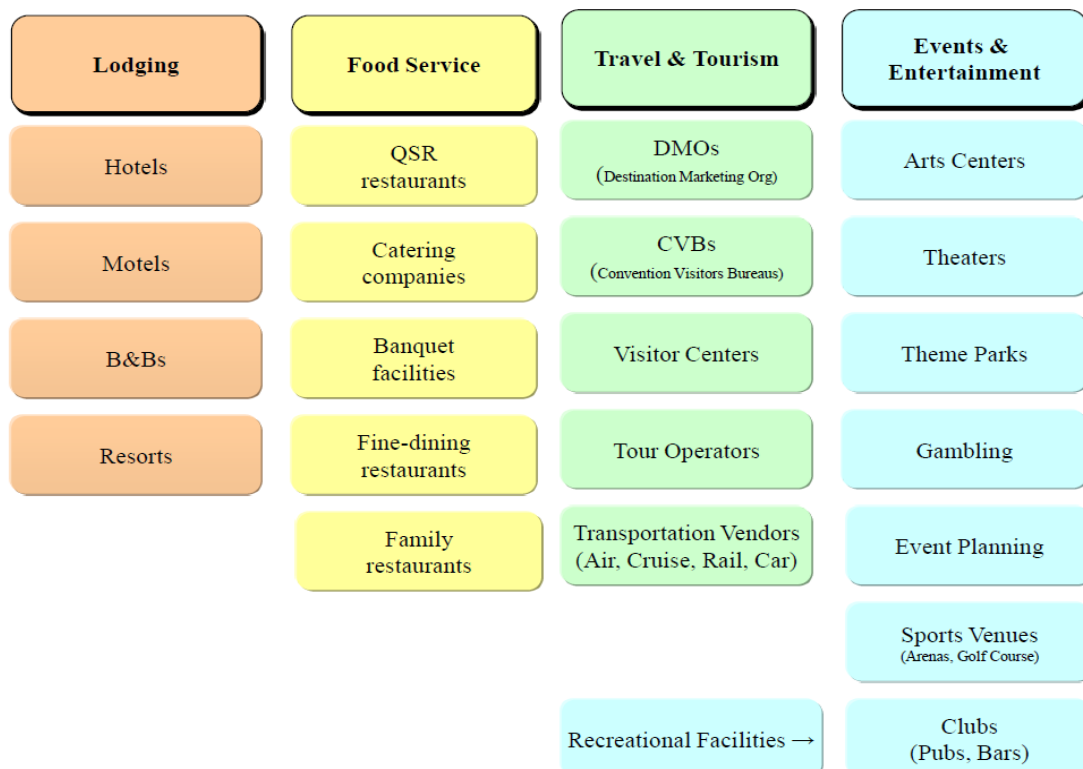 Lodging
Food Service
Travel & Tourism
Events &
Entertainment
Hotels
QSR
restaurants
DMOs
(Destination Marketing Org)
Arts Centers
Motels
Catering
companies
CVBs
(Convention Visitors Bureaus)
Theaters
B&Bs
Banquet
facilities
Visitor Centers
Theme Parks
Resorts
Fine-dining
restaurants
Tour Operators
Gambling
Family
restaurants
Transportation Vendors
(Air, Cruise, Rail, Car)
Event Planning
Sports Venues
(Arenas, Golf Course)
Recreational Facilities →
Clubs
(Pubs, Bars)